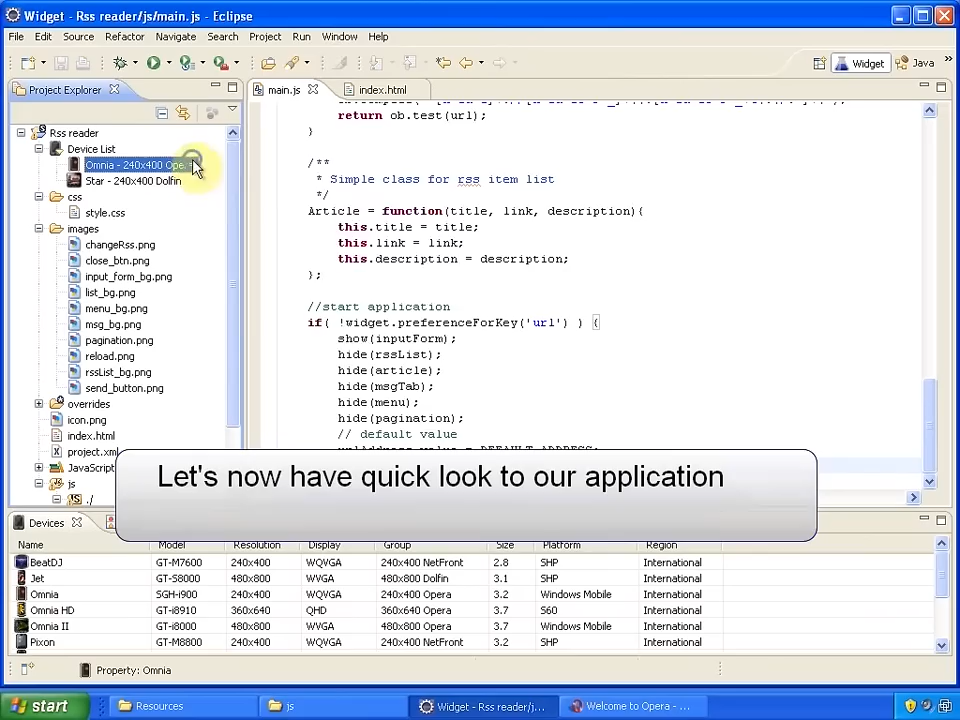 Widget - Rss reader/js/main.js - Eclipse
File Edit Source Refactor Navigate Search Project Run Window Help
Widget Java »
Project Explorer
main.js index.html
return ob.test(url);
}
/**
* Simple class for rss item list
*/
Article = function(title, link, description){
this.title = title;
this.link = link;
this.description = description;
};
//start application
if( !widget.preferenceForKey('url') ) {
show(inputForm);
hide(rssList);
hide(article);
hide(msgTab);
hide(menu);
hide(pagination);
// default value
Rss reader
Device List
Omnia - 240x400 Ope
Star - 240x400 Dolfin
css
style.css
images
changeRss.png
close_btn.png
input_form_bg.png
list_bg.png
menu_bg.png
msg_bg.png
pagination.png
reload.png
rssList_bg.png
send_button.png
overrides
icon.png
index.html
project.xml
JavaScript
js
./
Let's now have quick look to our application
Devices
Name Model Resolution Display Group Size Platform Region
BeatDJ GT-M7600 240x400 WQVGA 240x400 NetFront 2.8 SHP International
Jet GT-S8000 480x800 WVGA 480x800 Dolfin 3.1 SHP International
Omnia SGH-i900 240x400 WQVGA 240x400 Opera 3.2 Windows Mobile International
Omnia HD GT-i8910 360x640 QHD 360x640 Opera 3.7 S60 International
Omnia II GT-i8000 480x800 WVGA 480x800 Opera 3.7 Windows Mobile International
Pixon GT-M8800 240x400 WQVGA 240x400 NetFront 3.2 SHP International
Property: Omnia
start Resources js Widget - Rss reader/j... Welcome to Opera - ...